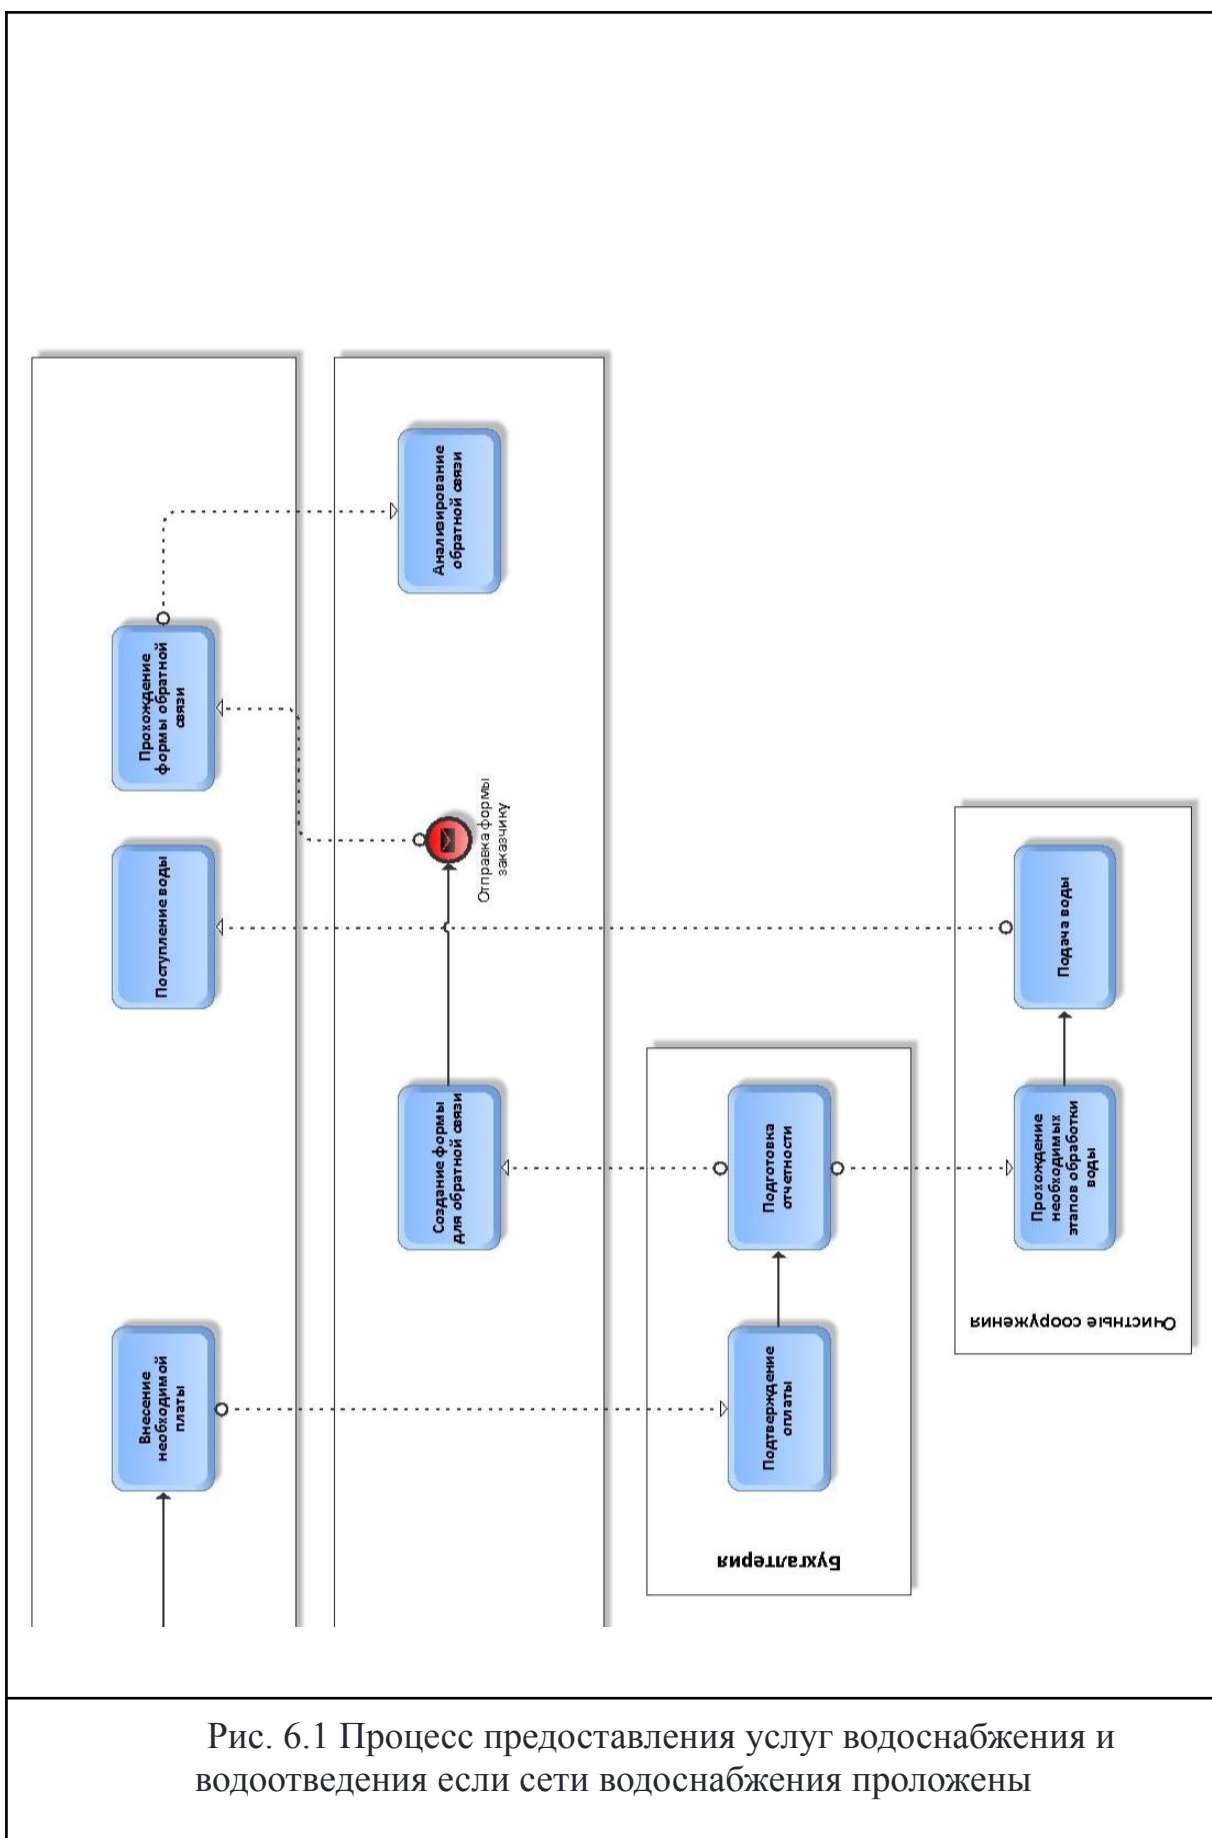 Анализирование
обратной связи
Прохождение
формы обратной
связи
Отправка формы
заказчику
Поступление воды
Подача воды
Создание формы
для обратной связи
Подготовка
отчетности
Прохождение
необходимых
этапов обработки
воды
Очистные сооружения
Внесение
необходимой
платы
Подтверждение
оплаты
Бухгалтерия
Рис. 6.1 Процесс предоставления услуг водоснабжения и
водоотведения если сети водоснабжения проложены